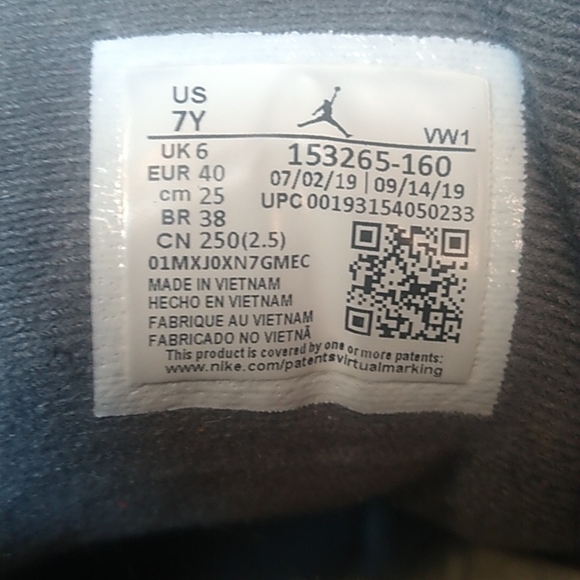 US
7Y
VW1
UK 6
EUR 40
cm 25
BR 38
CN 250(2.5)
153265-160
07/02/19 | 09/14/19
UPC 00193154050233
01MXJ0XN7GMEC
MADE IN VIETNAM
HECHO EN VIETNAM
FABRIQUE AU VIETNAM
FABRICADO NO VIETNÃ
This product is covered by one or more patents:
www.nike.com/patentsvirtualmarking